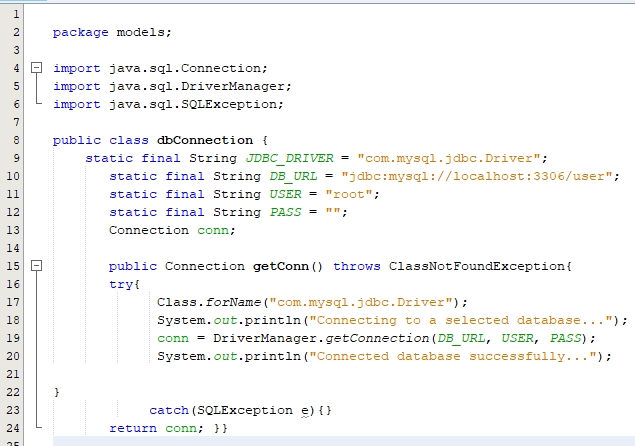 1
2 package models;
3
4 import java.sql.Connection;
5 import java.sql.DriverManager;
6 import java.sql.SQLException;
7
8 public class dbConnection {
9 static final String JDBC_DRIVER = "com.mysql.jdbc.Driver";
10 static final String DB_URL = "jdbc:mysql://localhost:3306/user";
11 static final String USER = "root";
12 static final String PASS = "";
13 Connection conn;
14
15 public Connection getConn() throws ClassNotFoundException{
16 try{
17 Class.forName("com.mysql.jdbc.Driver");
18 System.out.println("Connecting to a selected database...");
19 conn = DriverManager.getConnection(DB_URL, USER, PASS);
20 System.out.println("Connected database successfully...");
21
22 }
23 catch(SQLException e){}
24 return conn; }}
25